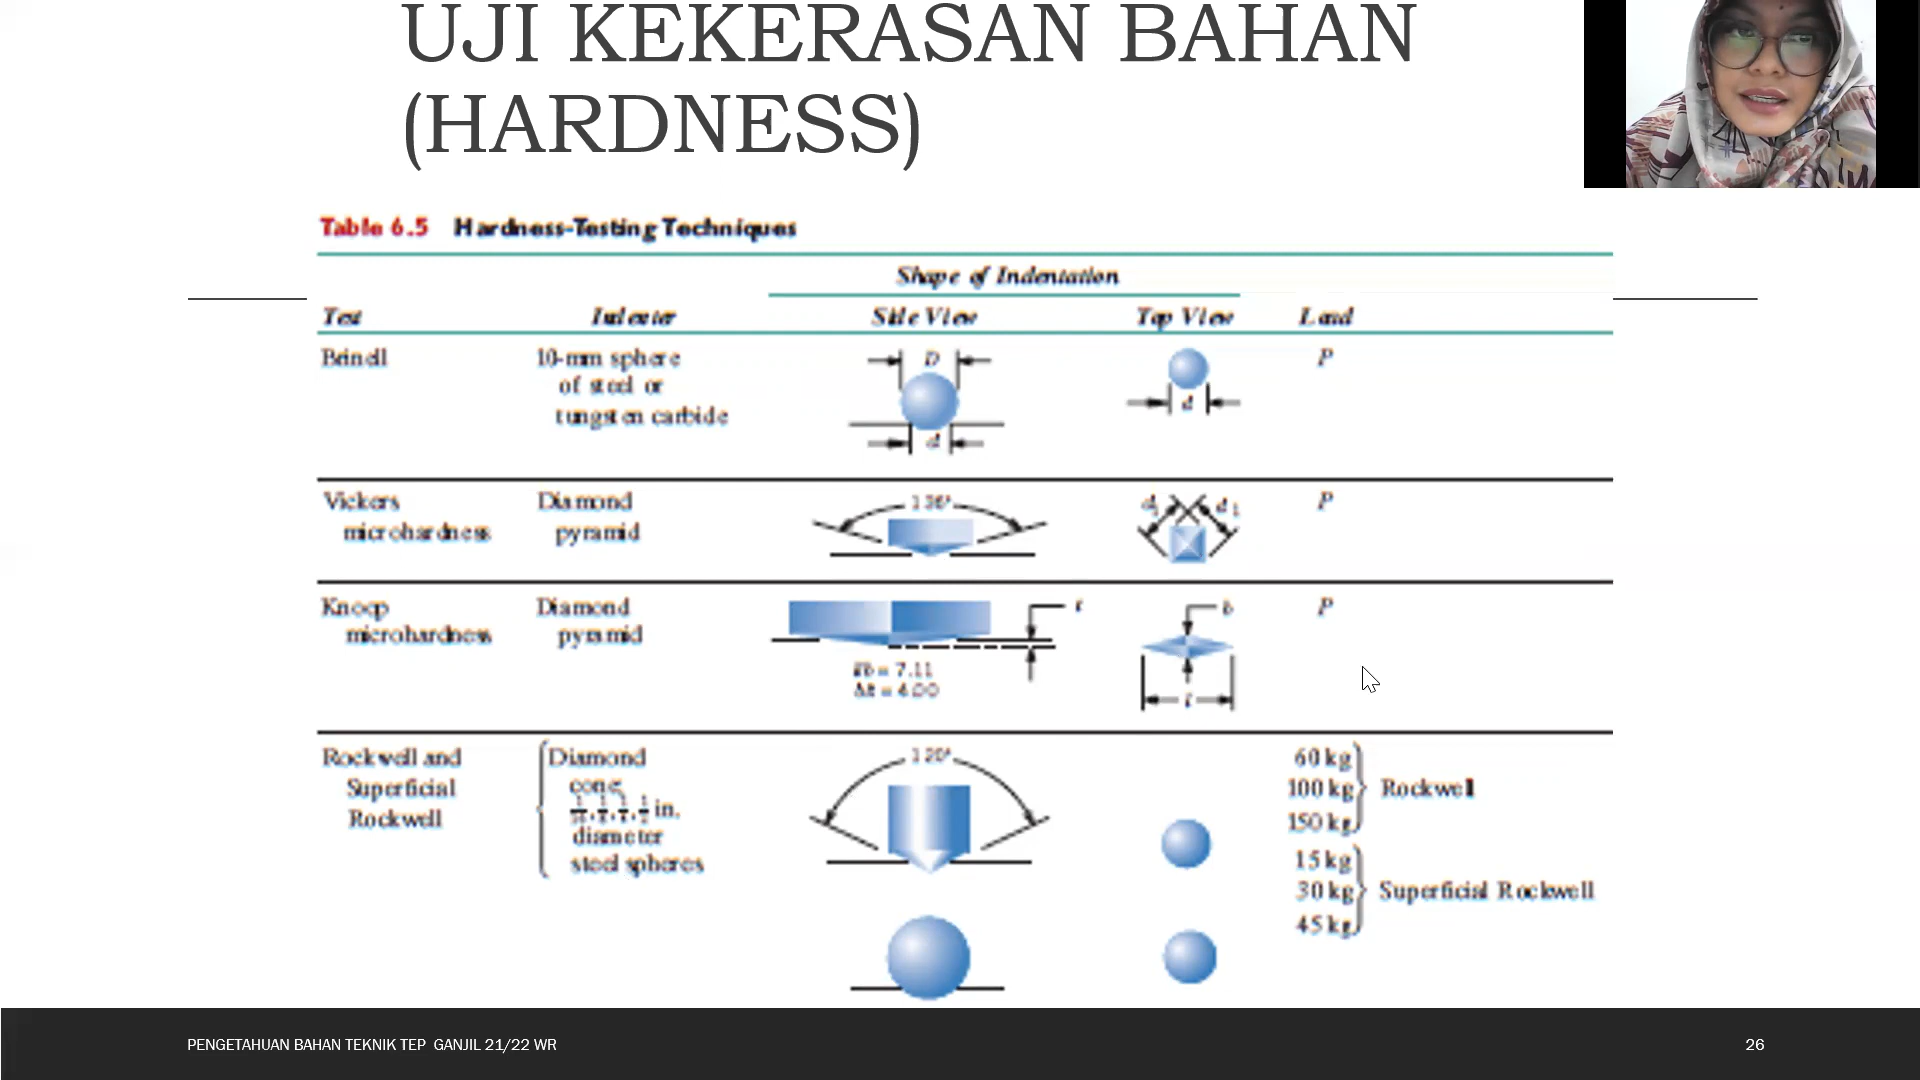 UJI KEKERASAN BAHAN
(HARDNESS)
Table 6.5 Hardness-Testing Techniques
Shape of Indentation
Test Indenter Side View Top View Load
Brinell 10-mm sphere of steel or tungsten carbide D d d P
Vickers microhardness Diamond pyramid 136° d₁ d₁ P
Knoop microhardness Diamond pyramid t b P
= 7.11
= 4.00
l
Rockwell and Superficial Rockwell Diamond cone, in. diameter steel spheres 120°
60 kg
100 kg Rockwell
150 kg
15 kg
30 kg Superficial Rockwell
45 kg
PENGETAHUAN BAHAN TEKNIK TEP GANJIL 21/22 WR
26